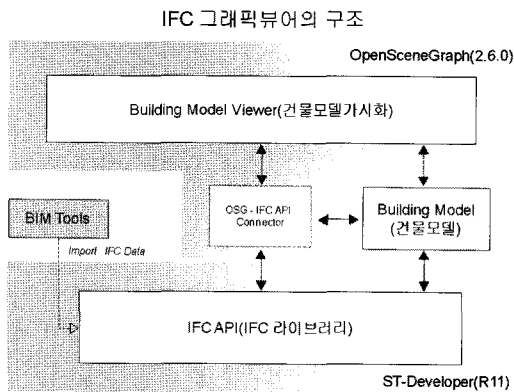 IFC 그래픽뷰어의 구조
OpenSceneGraph(2.6.0)
Building Model Viewer(건물모델가시화)
BIM Tools
OSG - IFC API
Connector
Building Model
(건물모델)
Import IFC Data
IFC API(IFC 라이브러리)
ST-Developer(R11)